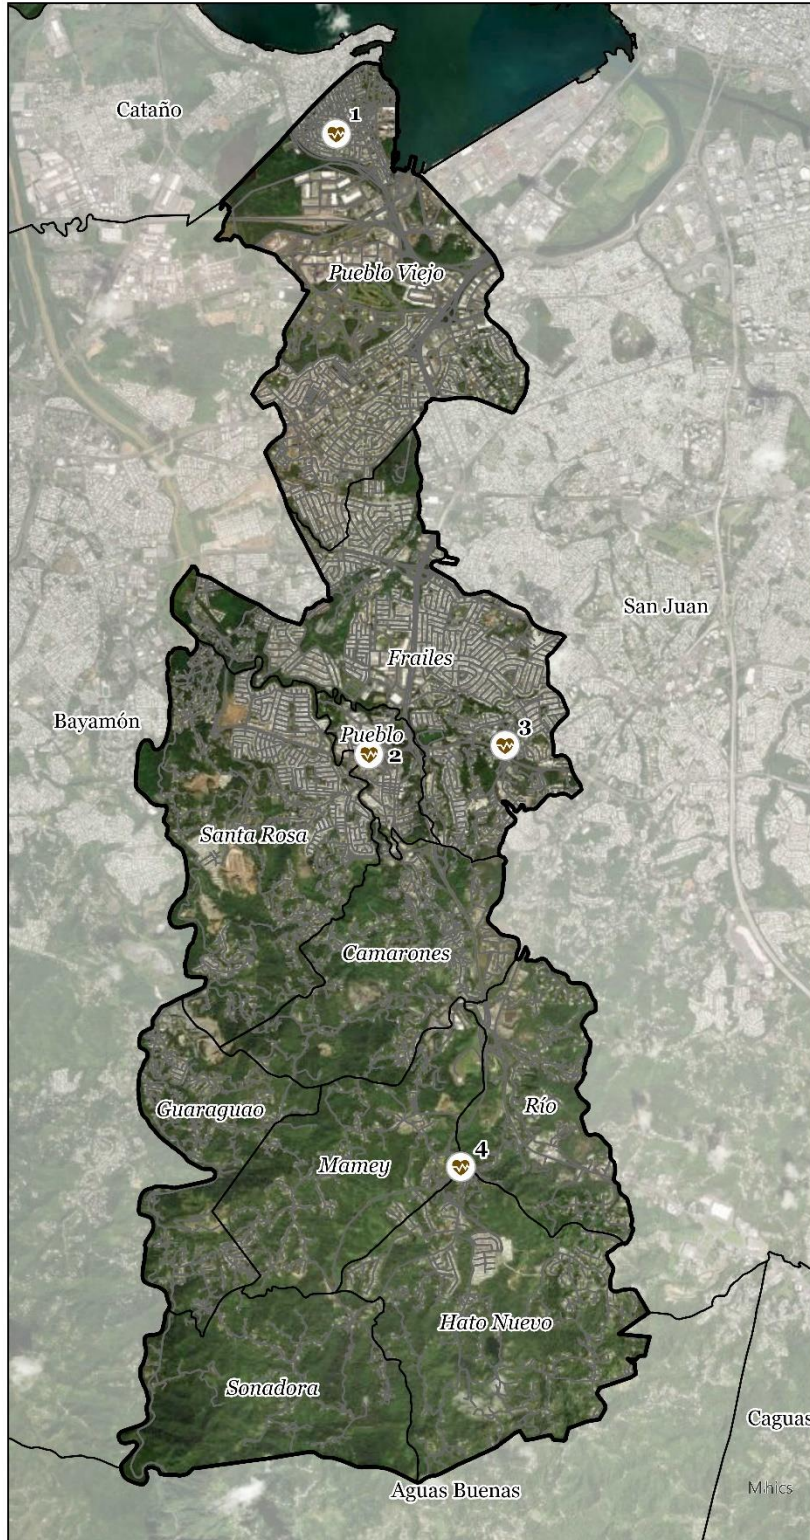 Cataño
1
Pueblo Viejo
San Juan
Frailes
Bayamón
3
Pueblo
2
Santa Rosa
Camarones
Guaraguao
Río
4
Mamey
Hato Nuevo
Sonadora
Caguas
Aguas Buenas